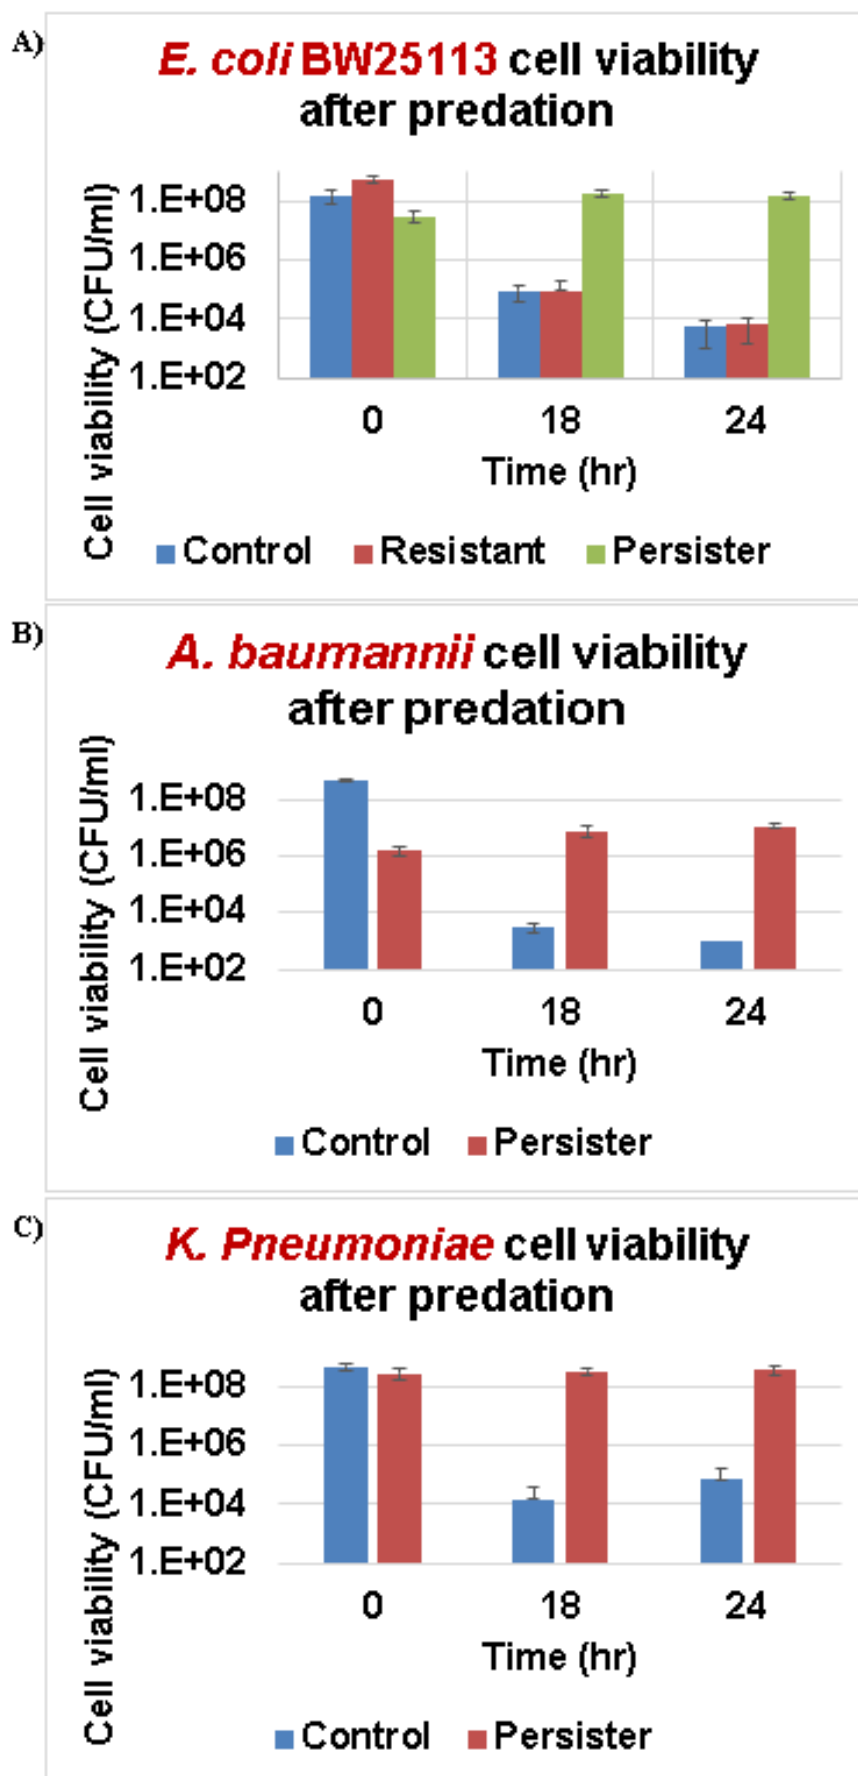 A)
E. coli BW25113 cell viability
after predation
Cell viability (CFU/ml)
1.E+08
1.E+06
1.E+04
1.E+02
0 18 24
Time (hr)
Control Resistant Persister
B)
A. baumannii cell viability
after predation
Cell viability (CFU/ml)
1.E+08
1.E+06
1.E+04
1.E+02
0 18 24
Time (hr)
Control Persister
C)
K. Pneumoniae cell viability
after predation
Cell viability (CFU/ml)
1.E+08
1.E+06
1.E+04
1.E+02
0 18 24
Time (hr)
Control Persister